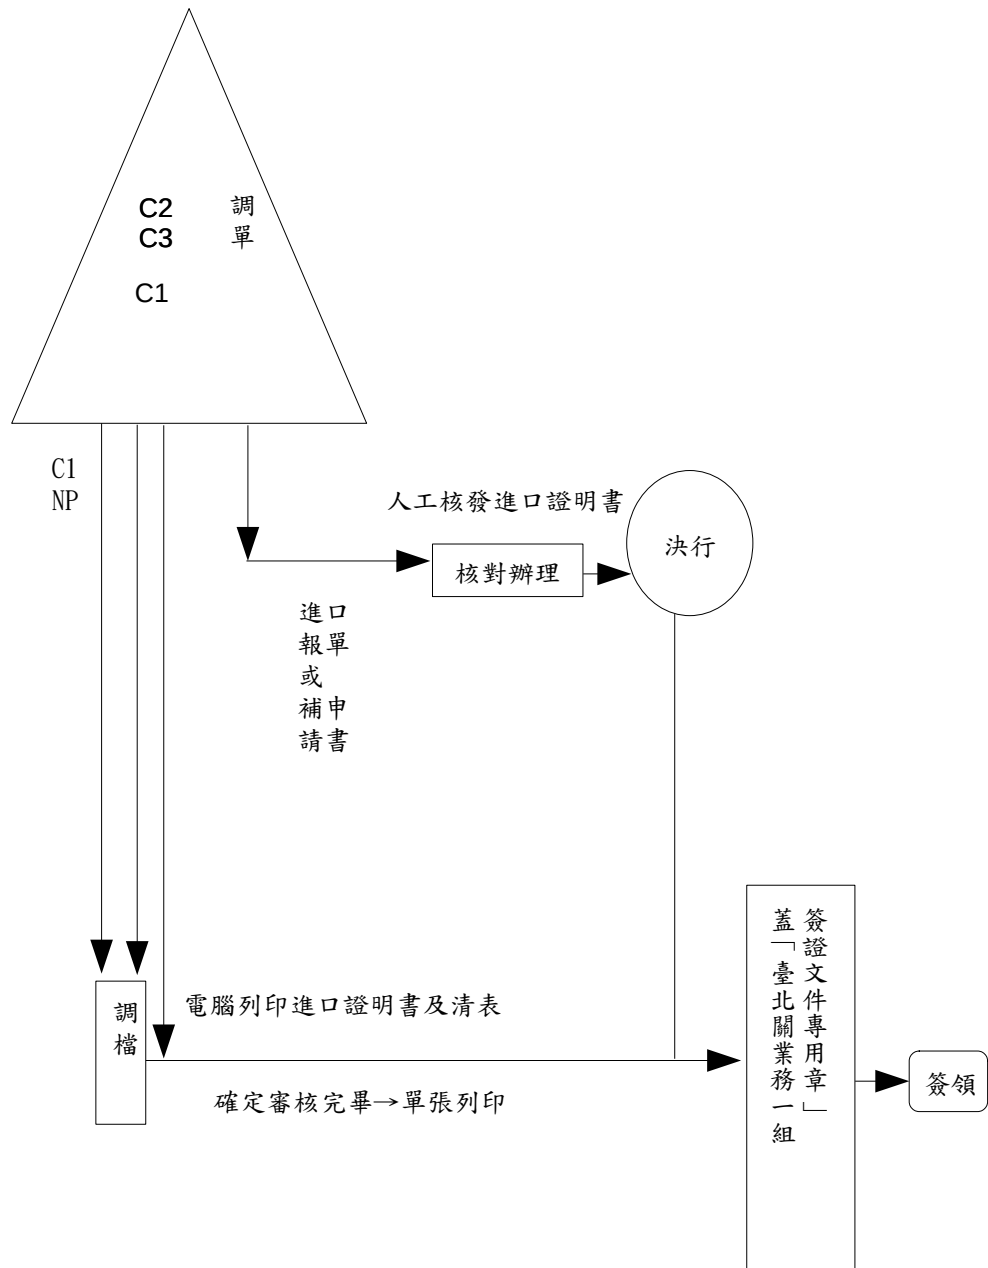 C2
C3
調單
C1
C1
NP
人工核發進口證明書
決行
核對辦理
進口
報單
或
補申
請書
調檔
電腦列印進口證明書及清表
確定審核完畢→單張列印
蓋「臺北關業務一組
簽證文件專用章」
簽領